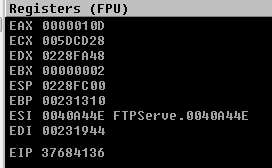 Registers (FPU)
EAX 0000010D
ECX 005DCD28
EDX 0228FA48
EBX 00000002
ESP 0228FC00
EBP 00231310
ESI 0040A44E FTPServe.0040A44E
EDI 00231944
EIP 37684136